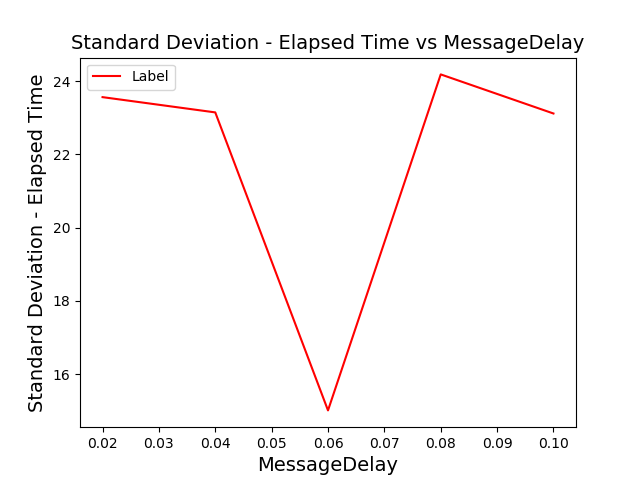 Standard Deviation - Elapsed Time vs MessageDelay
Label
Standard Deviation - Elapsed Time
24
22
20
18
16
0.02 0.03 0.04 0.05 0.06 0.07 0.08 0.09 0.10
MessageDelay